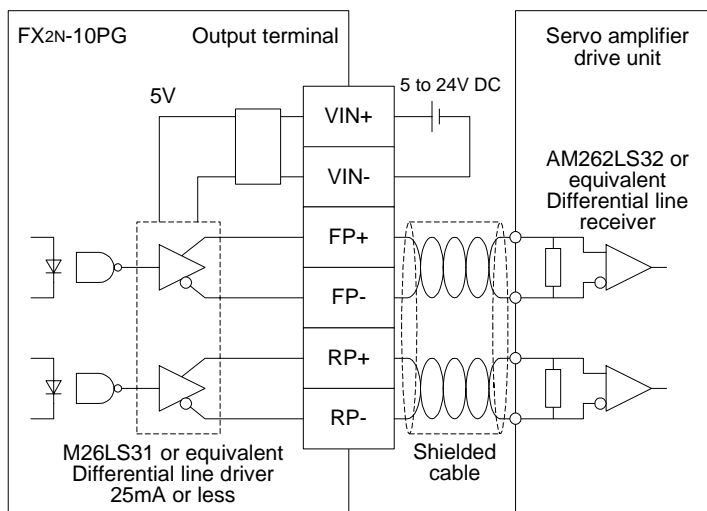 FX2N-10PG
Output terminal
Servo amplifier
drive unit
5V
5 to 24V DC
VIN+
VIN-
FP+
FP-
RP+
RP-
AM262LS32 or
equivalent
Differential line
receiver
M26LS31 or equivalent
Differential line driver
25mA or less
Shielded
cable